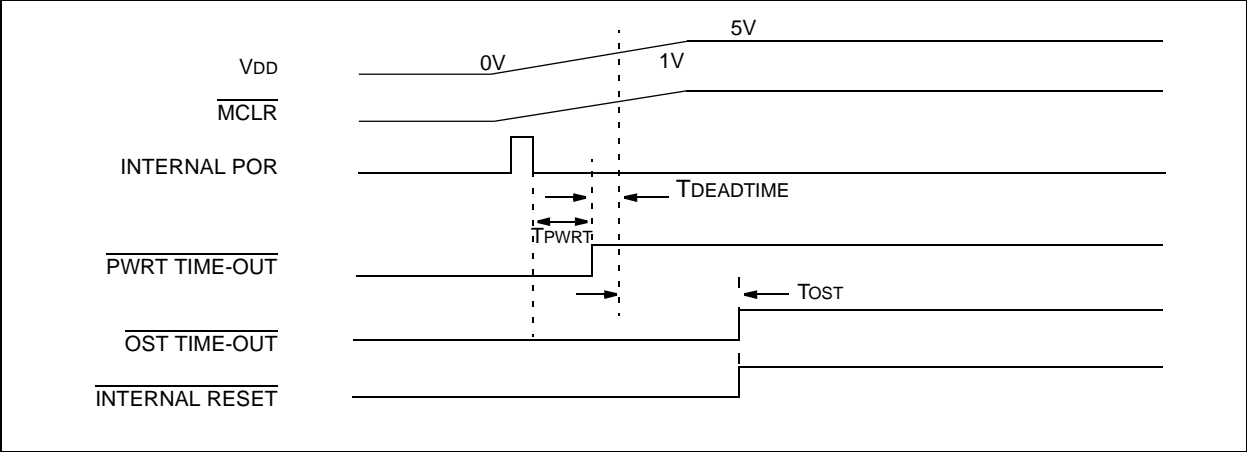 5V
VDD 0V 1V
MCLR
INTERNAL POR
TDEADTIME
TPWRT
PWRT TIME-OUT
TOST
OST TIME-OUT
INTERNAL RESET